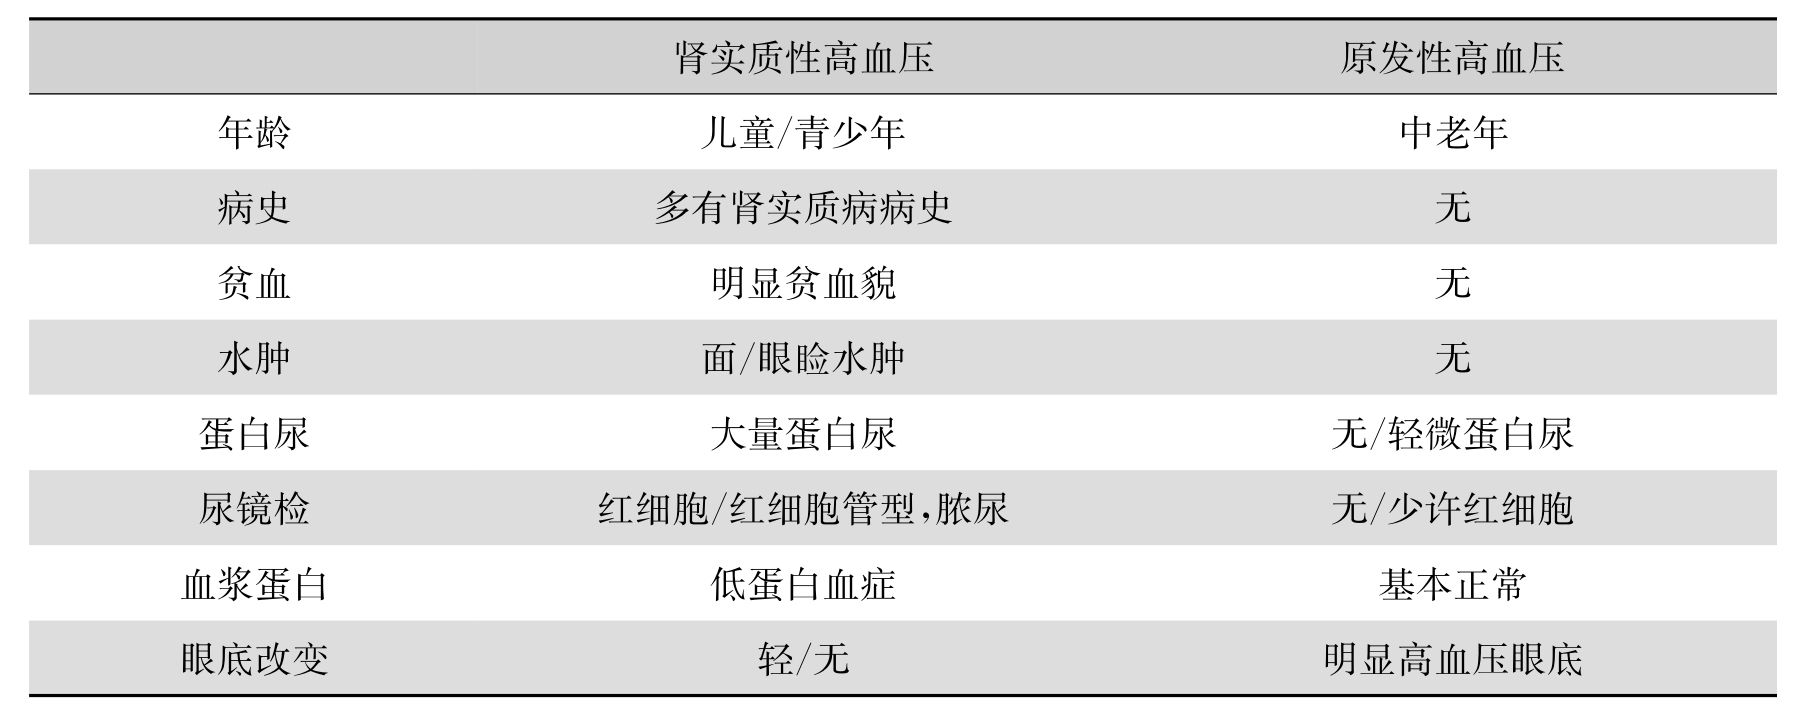 肾实质性高血压 原发性高血压
年龄 儿童/青少年 中老年
病史 多有肾实质病病史 无
贫血 明显贫血貌 无
水肿 面/眼睑水肿 无
蛋白尿 大量蛋白尿 无/轻微蛋白尿
尿镜检 红细胞/红细胞管型,脓尿 无/少许红细胞
血浆蛋白 低蛋白血症 基本正常
眼底改变 轻/无 明显高血压眼底